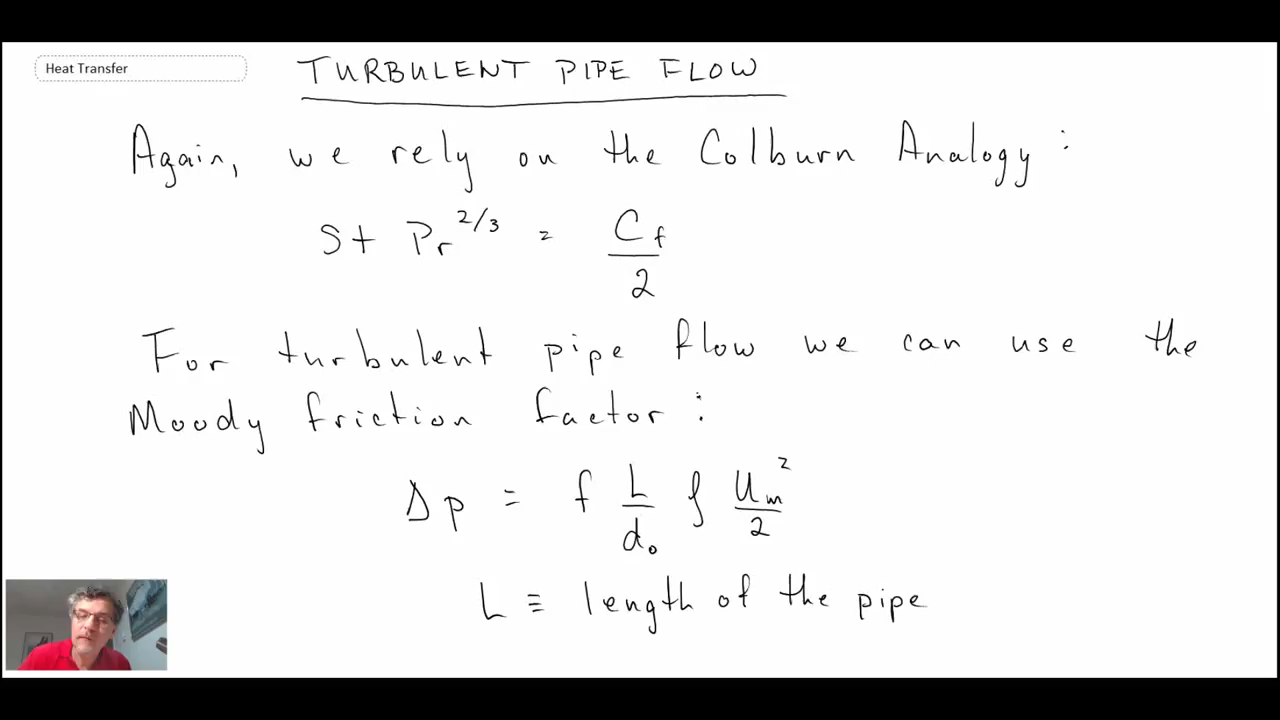 Heat Transfer
TURBULENT PIPE FLOW
Again, we rely on the Colburn Analogy:
St Pr^2/3 = Cf/2
For turbulent pipe flow we can use the
Moody friction factor:
Δp = f L/d₀ ρ Um²/2
L ≡ length of the pipe